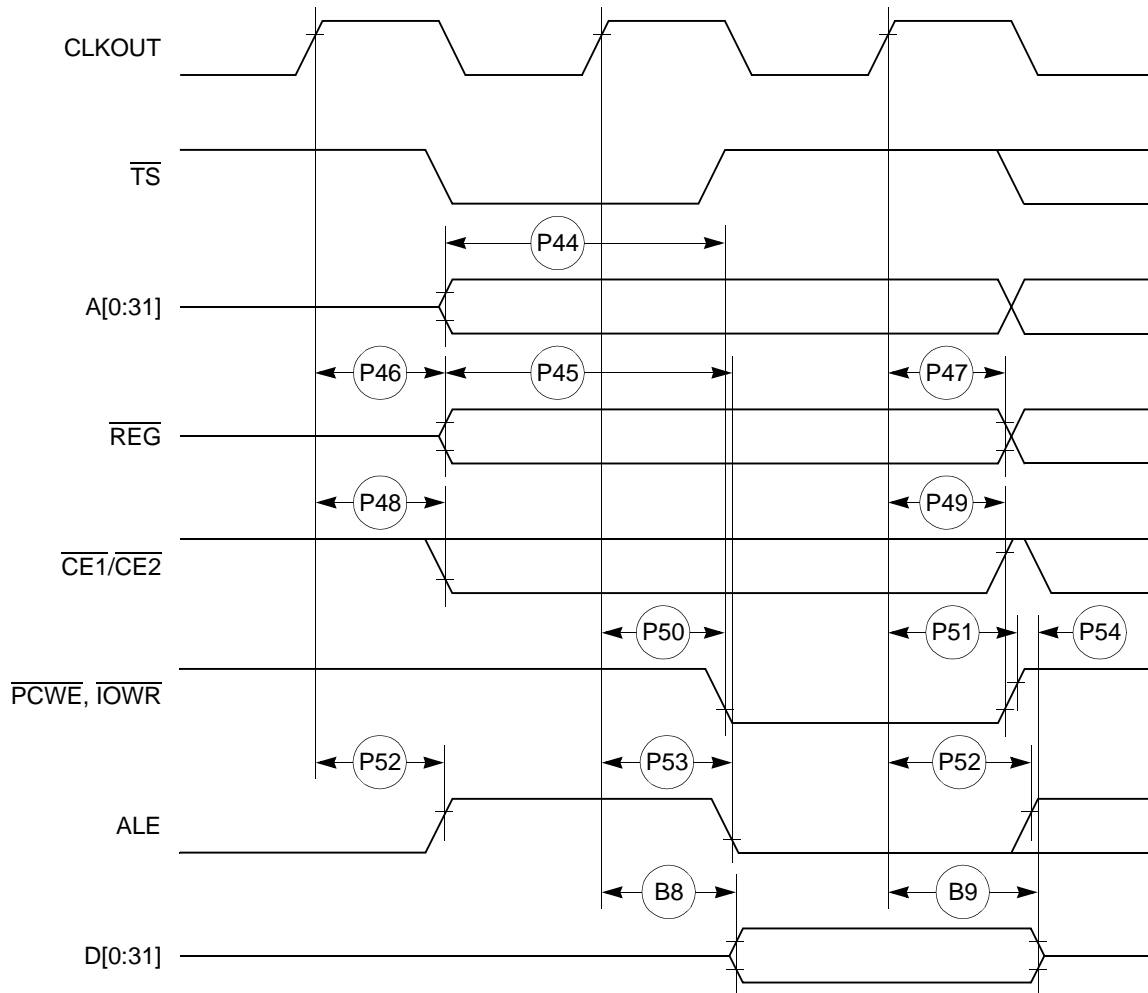 CLKOUT
TS
P44
A[0:31]
P46 P45 P47
REG
P48 P49
CE1/CE2
P50 P51 P54
PCWE, IOWR
P52 P53 P52
ALE
B8 B9
D[0:31]